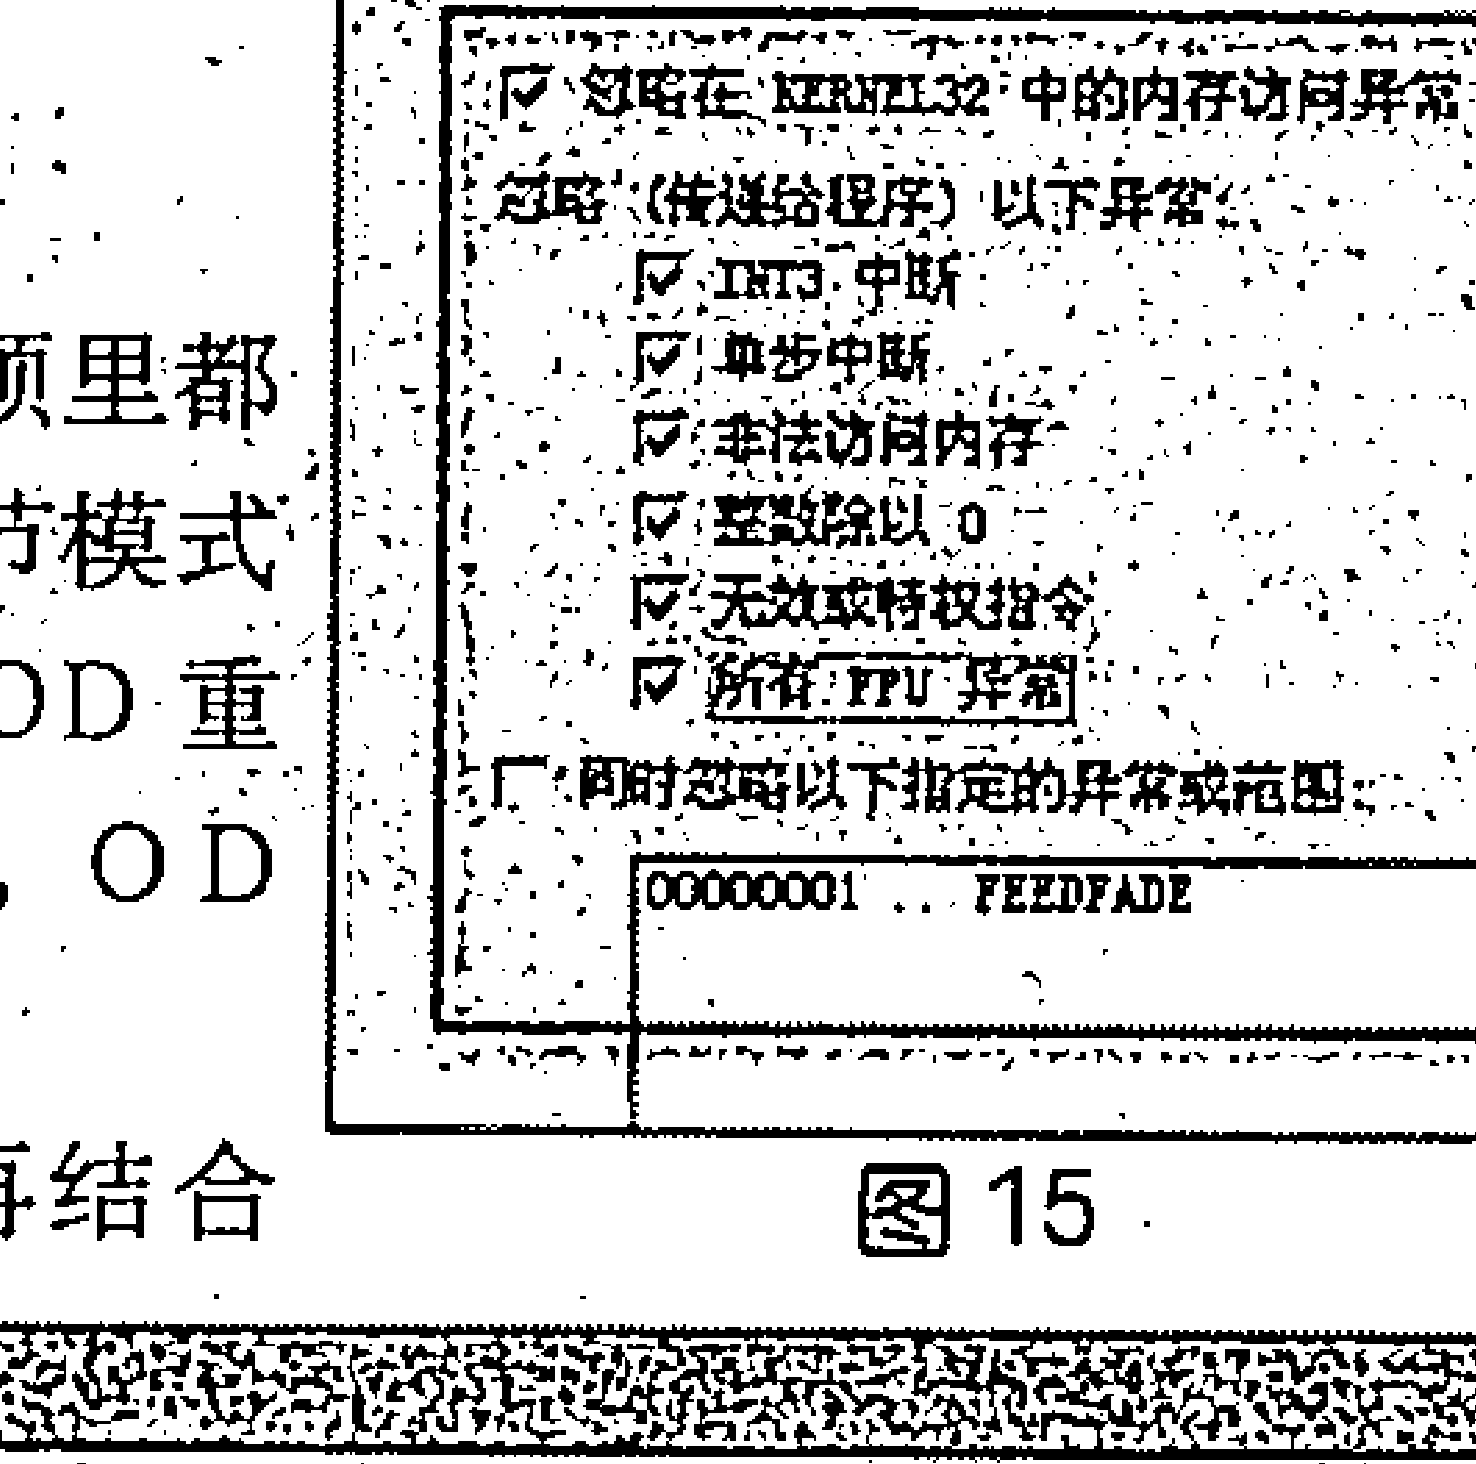 里都
模式
OD 重
, OD
结合
忽略在 KERNEL32 中的内存访问异常
忽略 (传递给程序) 以下异常:
INT3 中断
单步中断
非法访问内存
整数除以 0
无效或特权指令
所有 FPU 异常
同时忽略以下指定的异常或范围:
00000001 .. FEEDFADE
图 15